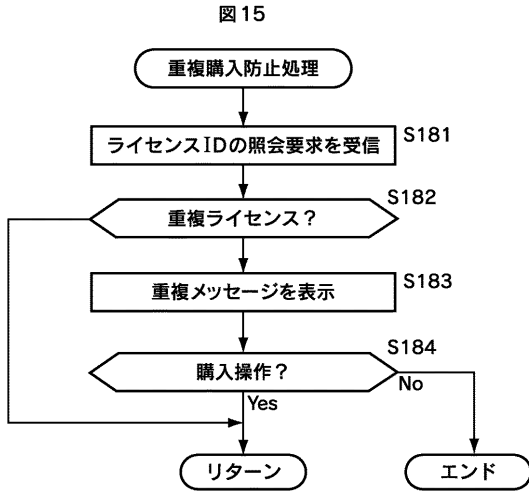 図15
重複購入防止処理
ライセンスIDの照会要求を受信
S181
重複ライセンス？
S182
重複メッセージを表示
S183
購入操作？
S184
Yes
No
リターン
エンド